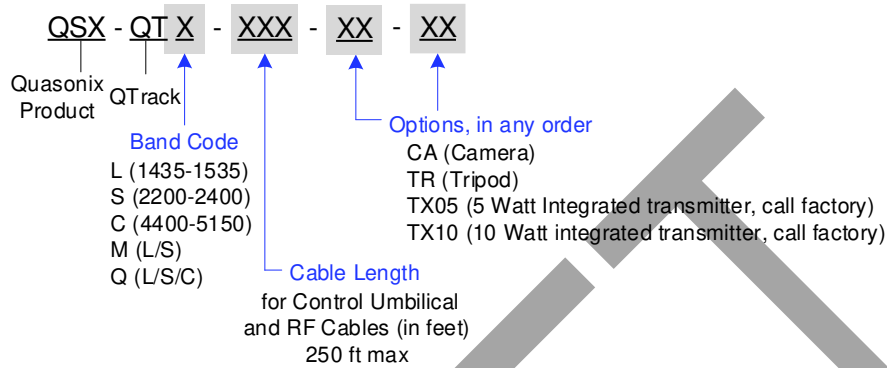 QSX - QT X - XXX - XX - XX
Quasonix
Product
QTrack
Band Code
L (1435-1535)
S (2200-2400)
C (4400-5150)
M (L/S)
Q (L/S/C)
Cable Length
for Control Umbilical
and RF Cables (in feet)
250 ft max
Options, in any order
CA (Camera)
TR (Tripod)
TX05 (5 Watt Integrated transmitter, call factory)
TX10 (10 Watt integrated transmitter, call factory)